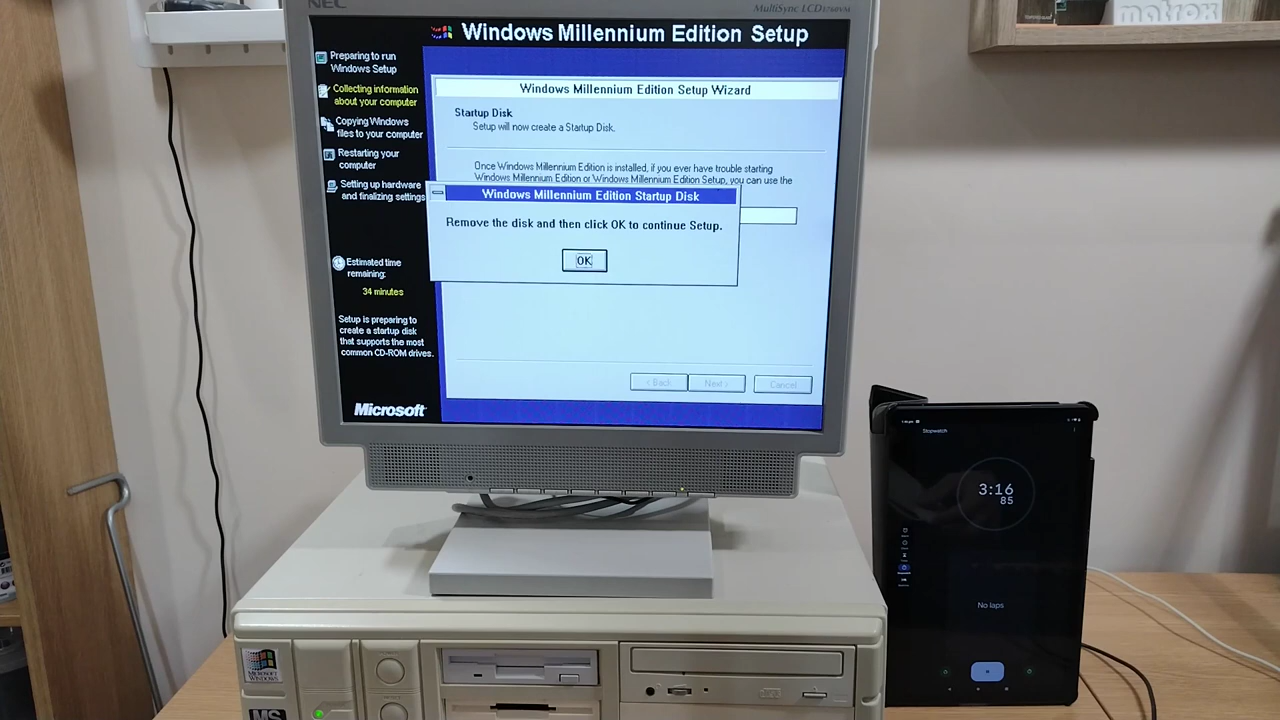 NEC
MultiSync LCD1760VM
matrox
Windows Millennium Edition Setup
Preparing to run
Windows Setup
Collecting information
about your computer
Copying Windows
files to your computer
Restarting your
computer
Setting up hardware
and finalizing settings
Estimated time
remaining:
34 minutes
Setup is preparing to
create a startup disk
that supports the most
common CD-ROM drives.
Microsoft
Windows Millennium Edition Setup Wizard
Startup Disk
Setup will now create a Startup Disk.
Once Windows Millennium Edition is installed, if you ever have trouble starting
Windows Millennium Edition or Windows Millennium Edition Setup, you can use the
Windows Millennium Edition Startup Disk
Remove the disk and then click OK to continue Setup.
OK
< Back
Next >
Cancel
Stopwatch
3:16
85
No laps
MICROSOFT
WINDOWS
MS